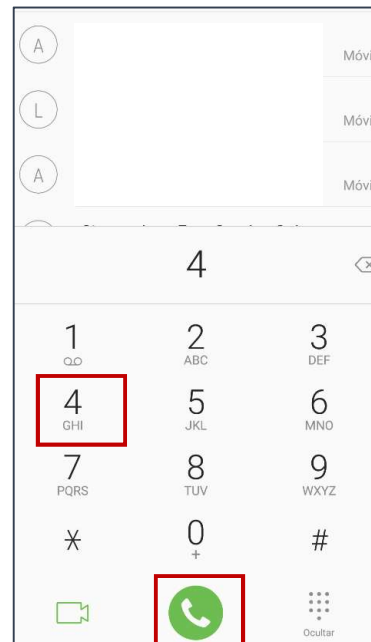 A
Móvi
L
Móvi
A
Móvi
4
1 2 3
ABC DEF
4 5 6
GHI JKL MNO
7 8 9
PQRS TUV WXYZ
* 0 #
+
Ocultar